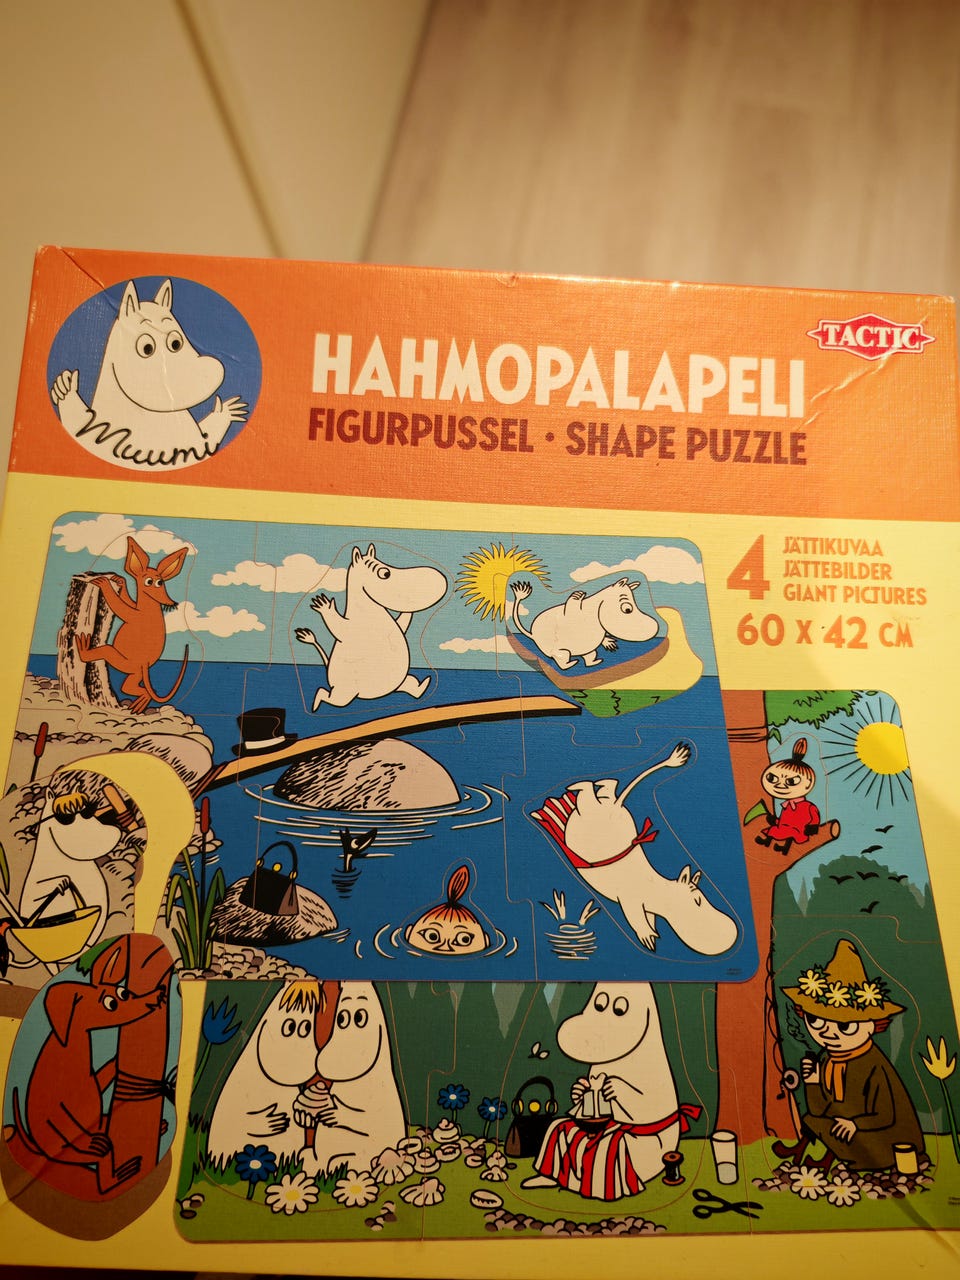 Muumi
HAHMOPALAPELI
FIGURPUSSEL • SHAPE PUZZLE
TACTIC
4 JÄTTIKUVAA
JÄTTEBILDER
GIANT PICTURES
60 X 42 CM